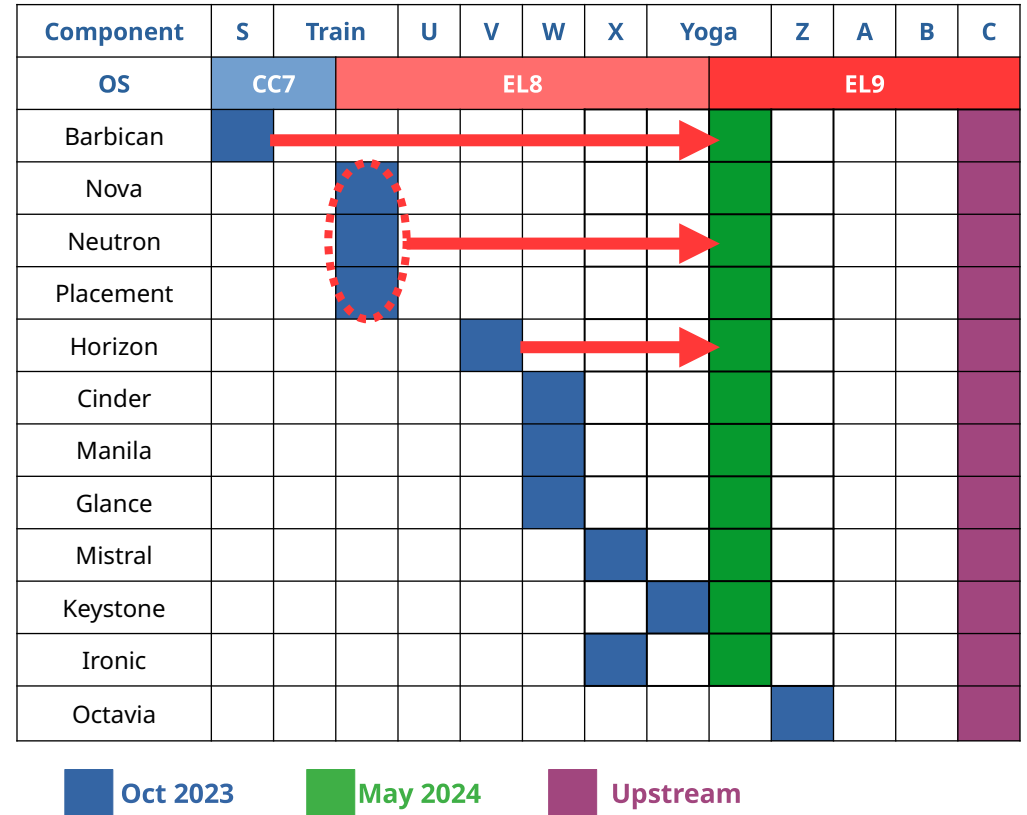 Component S Train U V W X Yoga Z A B C
OS CC7 EL8 EL9
Barbican
Nova
Neutron
Placement
Horizon
Cinder
Manila
Glance
Mistral
Keystone
Ironic
Octavia
Oct 2023 May 2024 Upstream